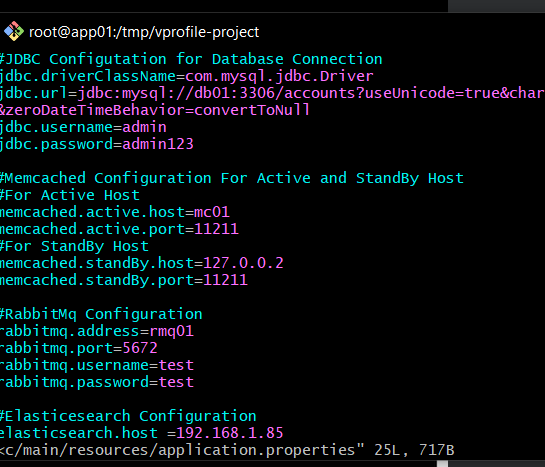 root@app01:/tmp/vprofile-project
#JDBC Configutation for Database Connection
jdbc.driverClassName=com.mysql.jdbc.Driver
jdbc.url=jdbc:mysql://db01:3306/accounts?useUnicode=true&char
&zeroDateTimeBehavior=convertToNull
jdbc.username=admin
jdbc.password=admin123

#Memcached Configuration For Active and StandBy Host
#For Active Host
memcached.active.host=mc01
memcached.active.port=11211
#For StandBy Host
memcached.standBy.host=127.0.0.2
memcached.standBy.port=11211

#RabbitMq Configuration
rabbitmq.address=rmq01
rabbitmq.port=5672
rabbitmq.username=test
rabbitmq.password=test

#Elasticesearch Configuration
elasticsearch.host =192.168.1.85
<c/main/resources/application.properties" 25L, 717B